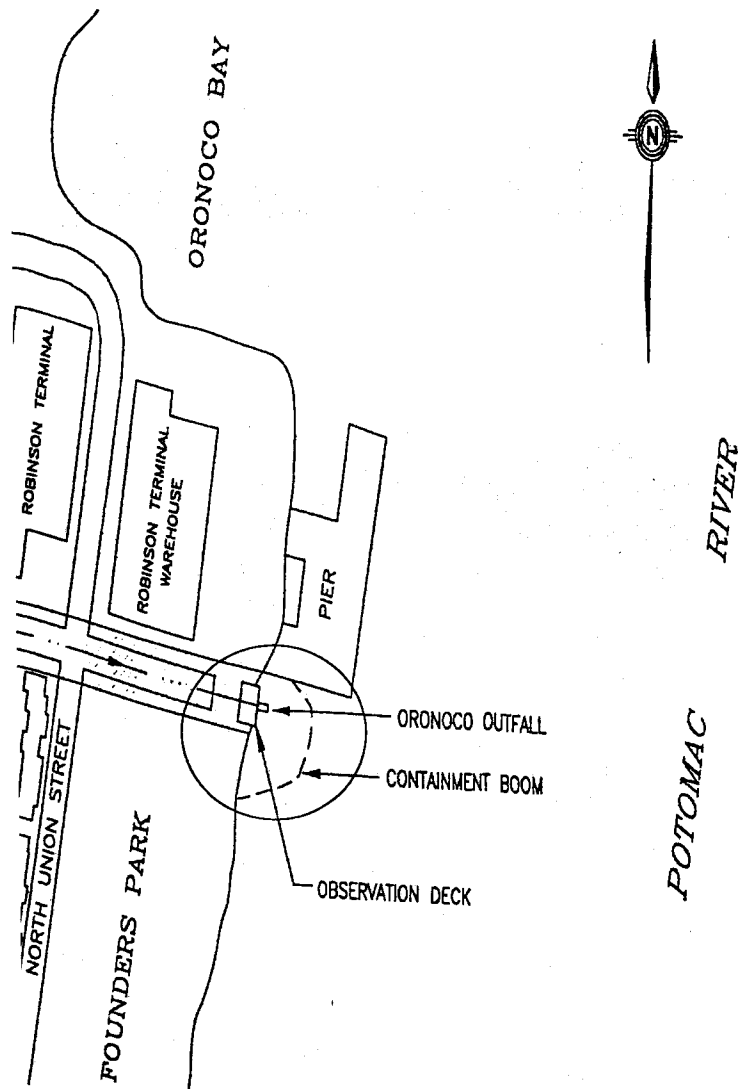 ORONOCO BAY
N
ROBINSON TERMINAL
ROBINSON TERMINAL
WAREHOUSE
PIER
RIVER
POTOMAC
ORONOCO OUTFALL
CONTAINMENT BOOM
OBSERVATION DECK
NORTH UNION STREET
FOUNDERS PARK